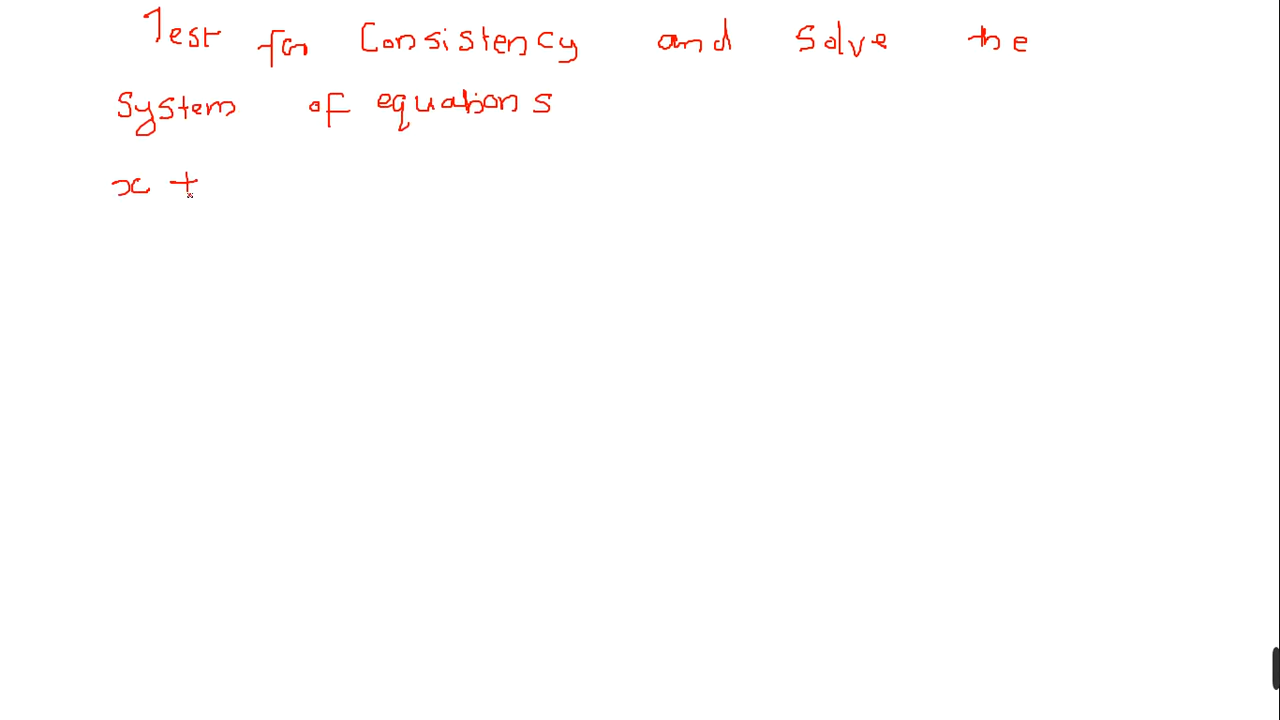 Test for Consistency and Solve the
System of equations
x +